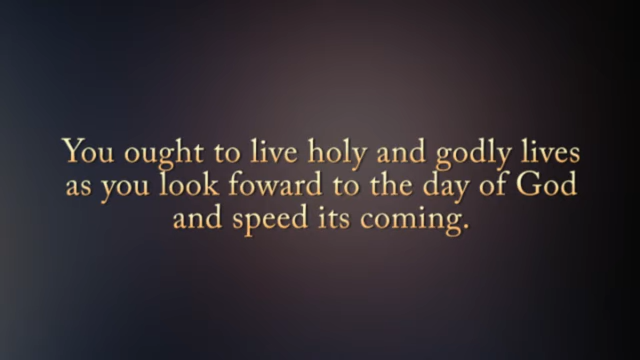 You ought to live holy and godly lives
as you look foward to the day of God
and speed its coming.